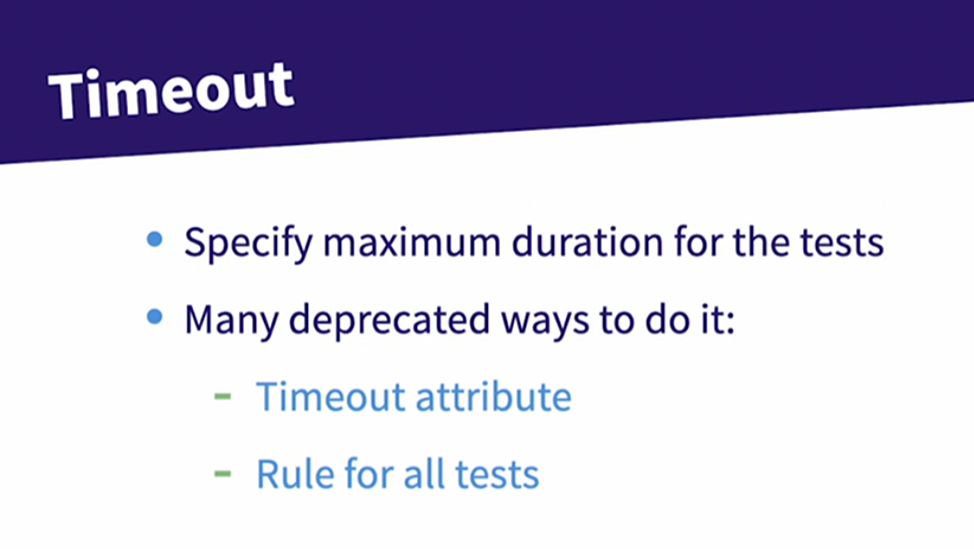 Timeout
• Specify maximum duration for the tests
• Many deprecated ways to do it:
- Timeout attribute
- Rule for all tests